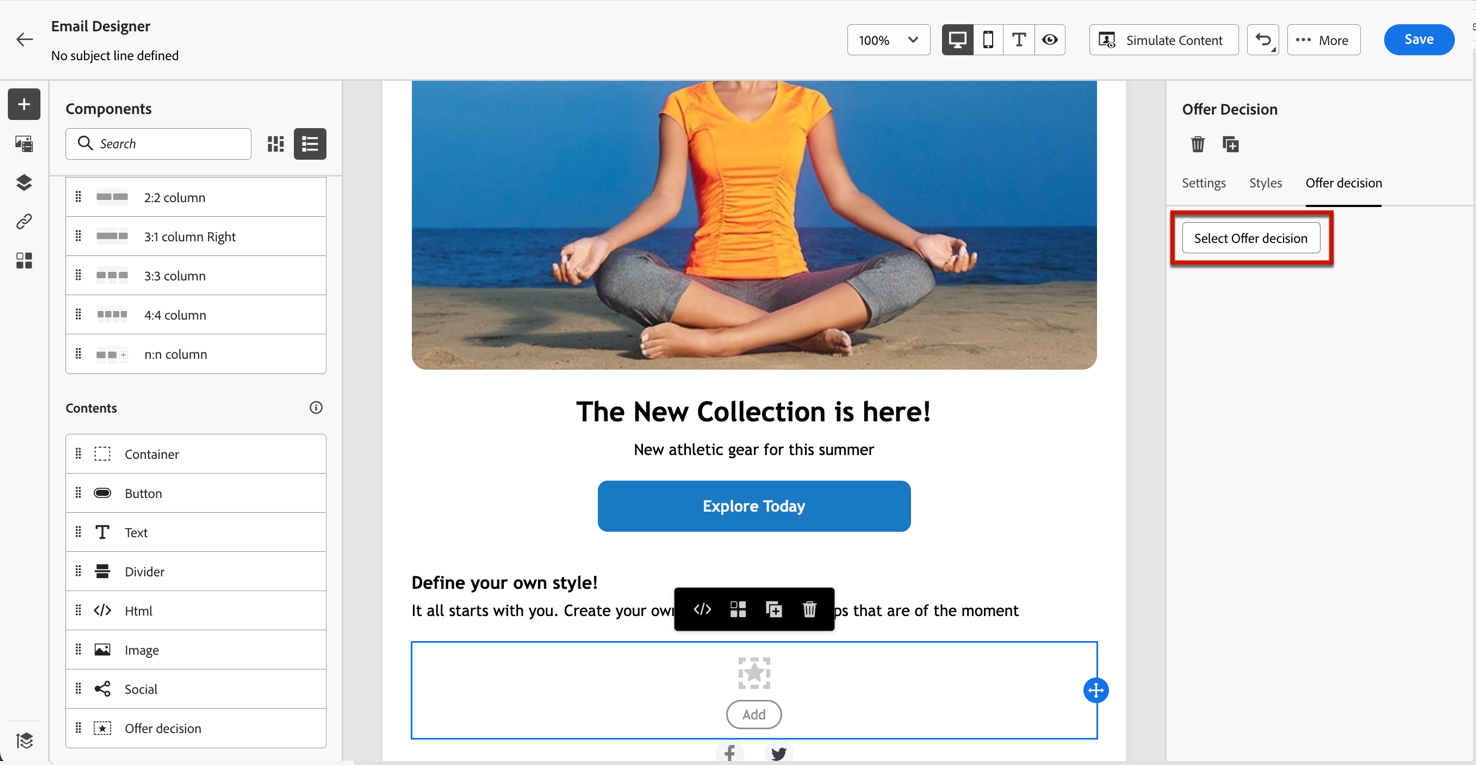 Email Designer
No subject line defined
100%
Simulate Content
More
Save
Components
Search
2:2 column
3:1 column Right
3:3 column
4:4 column
n:n column
Contents
Container
Button
Text
Divider
Html
Image
Social
Offer decision
The New Collection is here!
New athletic gear for this summer
Explore Today
Define your own style!
It all starts with you. Create your own ps that are of the moment
Add
Offer Decision
Settings Styles Offer decision
Select Offer decision